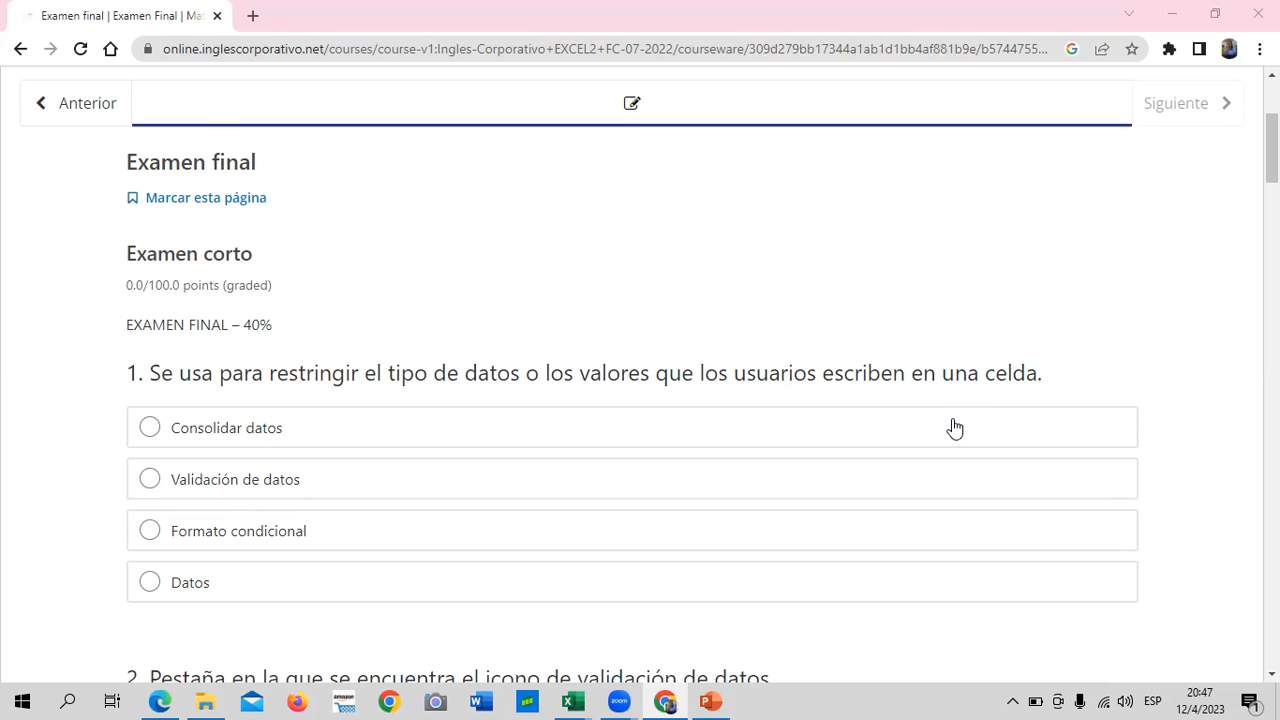 Examen final | Examen Final | Ma
online.inglescorporativo.net/courses/course-v1:Ingles-Corporativo+EXCEL2+FC-07-2022/courseware/309d279bb17344a1ab1d1bb4af881b9e/b5744755...
Anterior
Siguiente
Examen final
Marcar esta página
Examen corto
0.0/100.0 points (graded)
EXAMEN FINAL – 40%
1. Se usa para restringir el tipo de datos o los valores que los usuarios escriben en una celda.
Consolidar datos
Validación de datos
Formato condicional
Datos
2. Pestaña en la que se encuentra el icono de validación de datos
amazon
zoom
ESP
20:47
12/4/2023
1